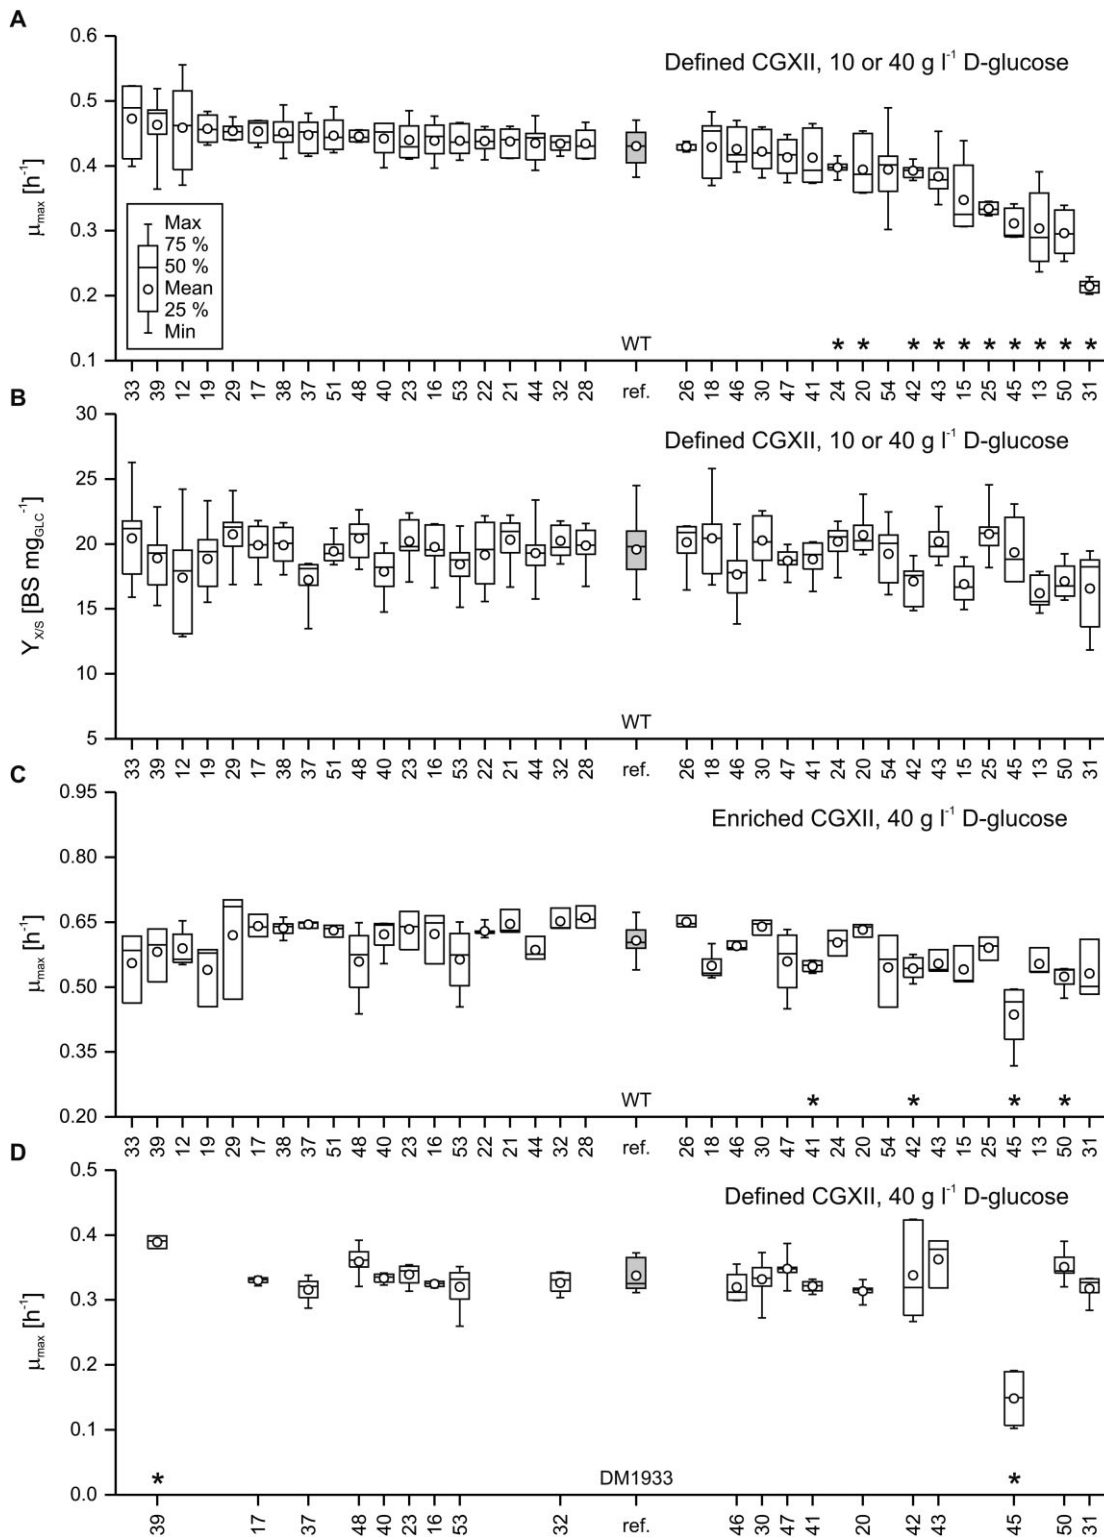 A
0.6
0.5
0.4
0.3
0.2
0.1
μmax [h-1]
Defined CGXII, 10 or 40 g l-1 D-glucose
Max
75 %
50 %
Mean
25 %
Min
WT
* * * * * * * * * *
33 39 12 19 29 17 38 37 51 48 40 23 16 53 22 21 44 32 28 ref. 26 18 46 30 47 41 24 20 54 42 43 15 25 45 13 50 31
B
30
25
20
15
10
5
YX/S [BS mgGLC-1]
Defined CGXII, 10 or 40 g l-1 D-glucose
WT
33 39 12 19 29 17 38 37 51 48 40 23 16 53 22 21 44 32 28 ref. 26 18 46 30 47 41 24 20 54 42 43 15 25 45 13 50 31
C
0.95
0.80
0.65
0.50
0.35
0.20
μmax [h-1]
Enriched CGXII, 40 g l-1 D-glucose
WT
* * * *
33 39 12 19 29 17 38 37 51 48 40 23 16 53 22 21 44 32 28 ref. 26 18 46 30 47 41 24 20 54 42 43 15 25 45 13 50 31
D
0.5
0.4
0.3
0.2
0.1
0.0
μmax [h-1]
Defined CGXII, 40 g l-1 D-glucose
* DM1933 *
39 17 37 48 40 23 16 53 32 ref. 46 30 47 41 20 42 43 45 50 31